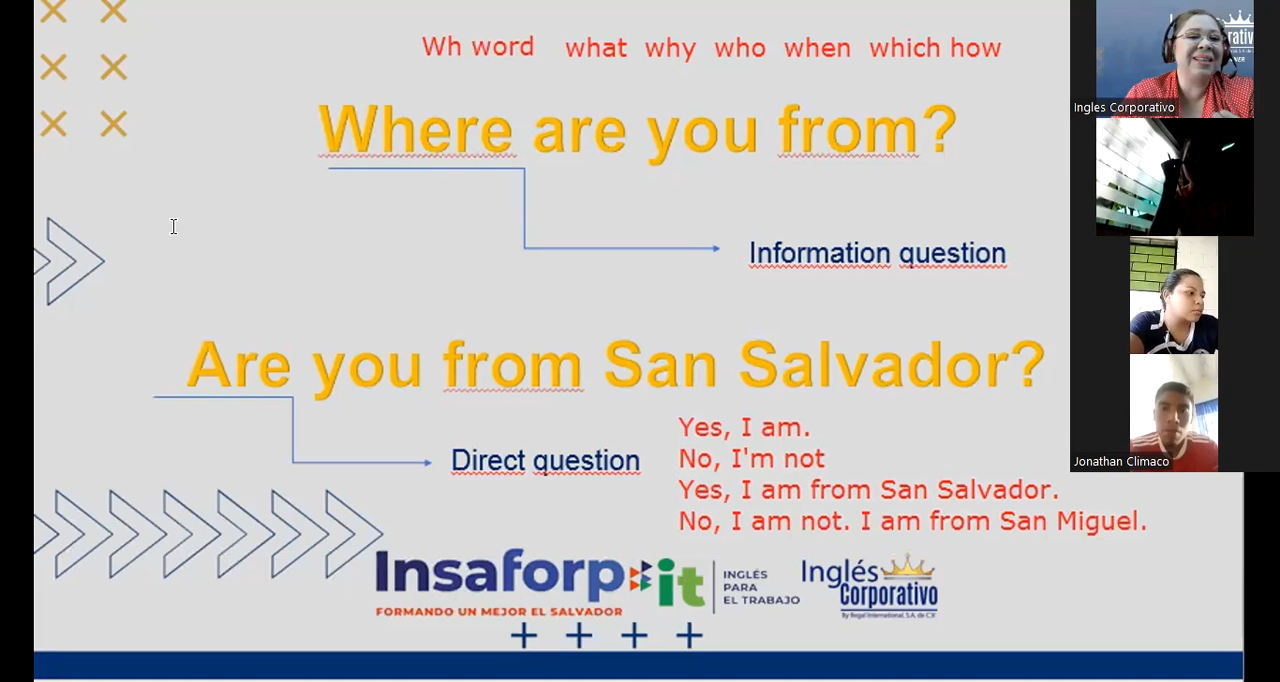 Wh word what why who when which how
Where are you from?
Information question
Are you from San Salvador?
Direct question
Yes, I am.
No, I'm not
Yes, I am from San Salvador.
No, I am not. I am from San Miguel.
Insaforp:it
FORMANDO UN MEJOR EL SALVADOR
INGLÉS
PARA
EL TRABAJO
Inglés
Corporativo
By Regal International, S.A. de C.V
Ingles Corporativo
Jonathan Climaco